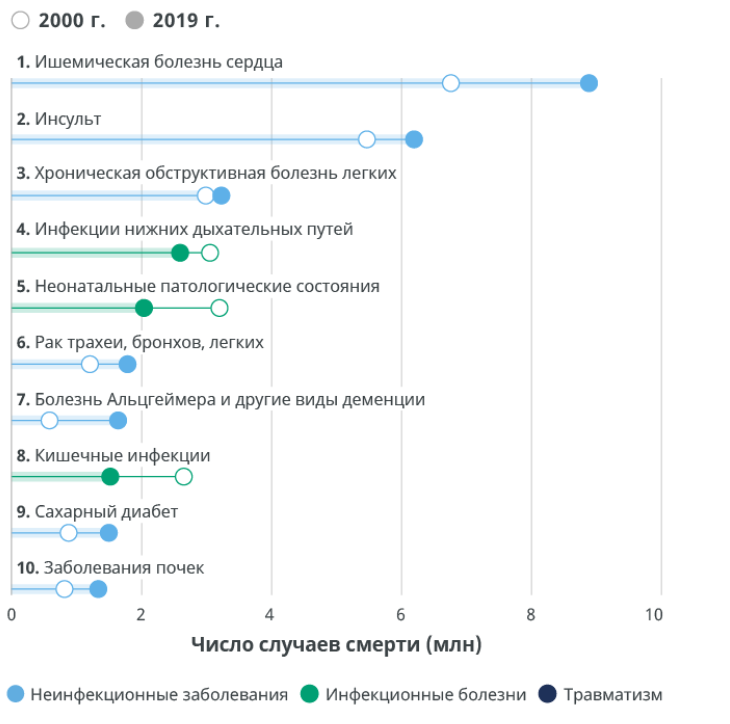 2000 г. 2019 г.
1. Ишемическая болезнь сердца
2. Инсульт
3. Хроническая обструктивная болезнь легких
4. Инфекции нижних дыхательных путей
5. Неонатальные патологические состояния
6. Рак трахеи, бронхов, легких
7. Болезнь Альцгеймера и другие виды деменции
8. Кишечные инфекции
9. Сахарный диабет
10. Заболевания почек
0 2 4 6 8 10
Число случаев смерти (млн)
Неинфекционные заболевания Инфекционные болезни Травматизм